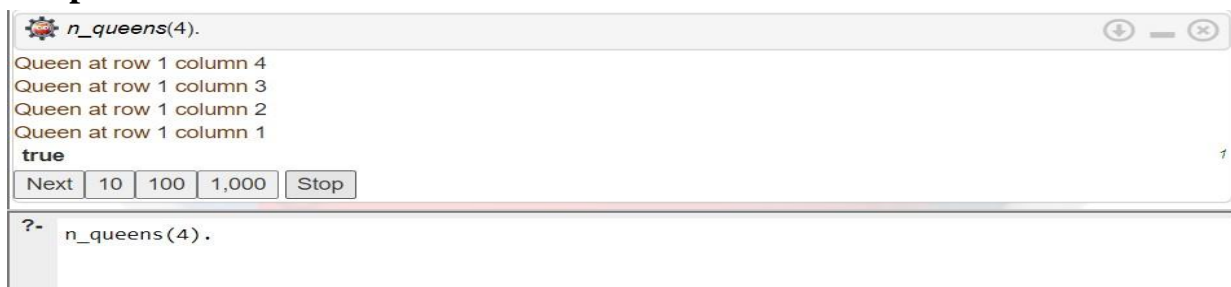 n_queens(4).
Queen at row 1 column 4
Queen at row 1 column 3
Queen at row 1 column 2
Queen at row 1 column 1
true 1
Next 10 100 1,000 Stop
?- n_queens(4).